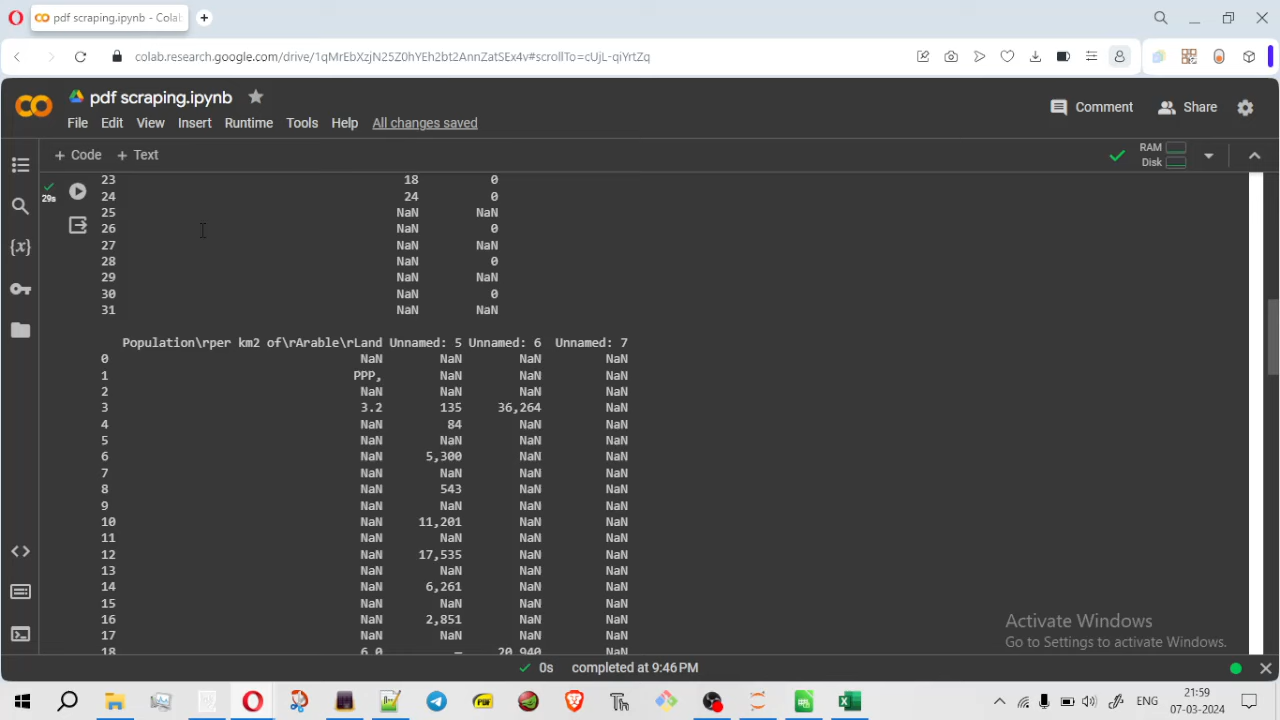 pdf scraping.ipynb - Colab
colab.research.google.com/drive/1qMrEbXzjN25Z0hYEh2bt2AnnZatSEx4v#scrollTo=cUjL-qiYrtZq
pdf scraping.ipynb
Comment Share
File Edit View Insert Runtime Tools Help All changes saved
+ Code + Text
RAM
Disk
29s
23 18 0
24 24 0
25 NaN NaN
26 NaN 0
27 NaN NaN
28 NaN 0
29 NaN NaN
30 NaN 0
31 NaN NaN
Population\rper km2 of\rArable\rLand Unnamed: 5 Unnamed: 6 Unnamed: 7
0 NaN NaN NaN NaN
1 PPP, NaN NaN NaN
2 NaN NaN NaN NaN
3 3.2 135 36,264 NaN
4 NaN 84 NaN NaN
5 NaN NaN NaN NaN
6 NaN 5,300 NaN NaN
7 NaN NaN NaN NaN
8 NaN 543 NaN NaN
9 NaN NaN NaN NaN
10 NaN 11,201 NaN NaN
11 NaN NaN NaN NaN
12 NaN 17,535 NaN NaN
13 NaN NaN NaN NaN
14 NaN 6,261 NaN NaN
15 NaN NaN NaN NaN
16 NaN 2,851 NaN NaN
17 NaN NaN NaN NaN
18 6.0 — 20,940 NaN
Activate Windows
Go to Settings to activate Windows.
0s completed at 9:46 PM
ENG
21:59
07-03-2024